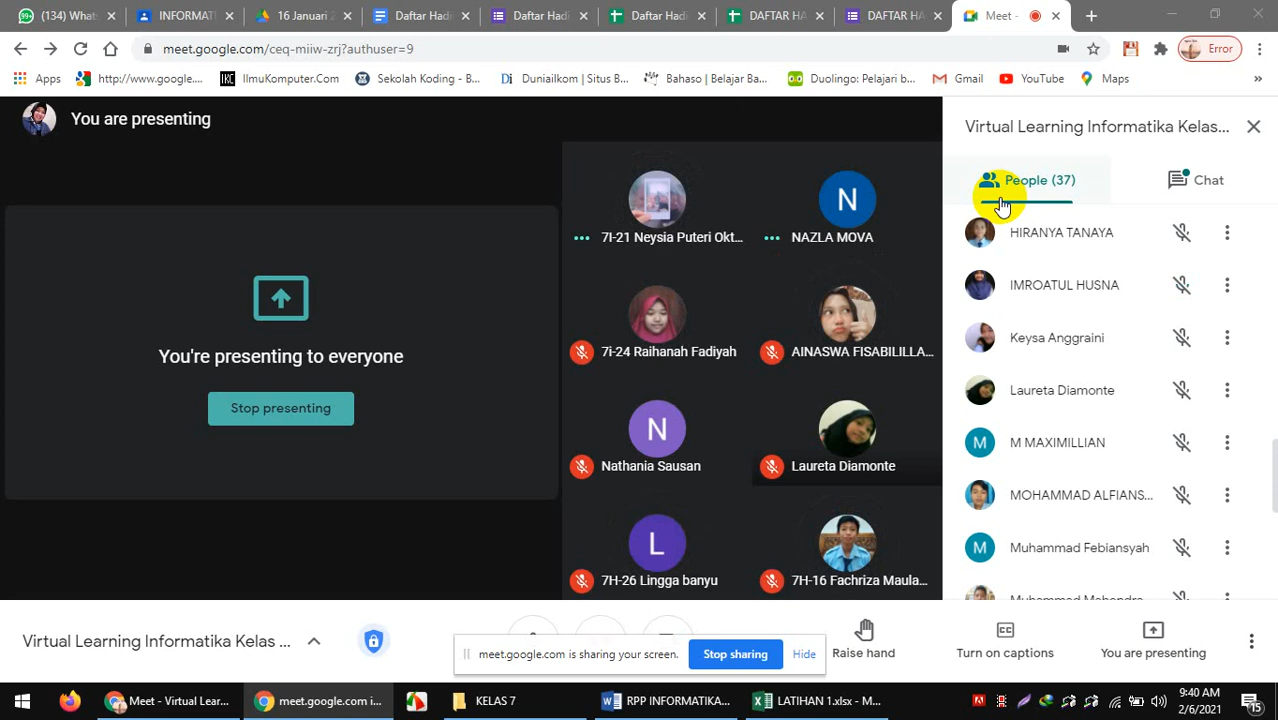 (134) Whats
INFORMAT
16 Januari 2
Daftar Hadi
Daftar Hadi
Daftar Hadi
DAFTAR HA
DAFTAR HA
Meet -
meet.google.com/ceq-miiw-zrj?authuser=9
Error
Apps
http://www.google....
IlmuKomputer.Com
Sekolah Koding - B...
Duniailkom | Situs B...
Bahaso | Belajar Ba...
Duolingo: Pelajari b...
Gmail
YouTube
Maps
You are presenting
You're presenting to everyone
Stop presenting
N
7I-21 Neysia Puteri Okt...
NAZLA MOVA
7i-24 Raihanah Fadiyah
AINASWA FISABILILLA...
N
Nathania Sausan
Laureta Diamonte
L
7H-26 Lingga banyu
7H-16 Fachriza Maula...
Virtual Learning Informatika Kelas...
People (37)
Chat
HIRANYA TANAYA
IMROATUL HUSNA
Keysa Anggraini
Laureta Diamonte
M
M MAXIMILLIAN
MOHAMMAD ALFIANS...
M
Muhammad Febiansyah
Muhammad Mahendra
Virtual Learning Informatika Kelas ...
meet.google.com is sharing your screen.
Stop sharing
Hide
Raise hand
Turn on captions
You are presenting
Meet - Virtual Lear...
meet.google.com i...
KELAS 7
RPP INFORMATIKA...
LATIHAN 1.xlsx - M...
9:40 AM
2/6/2021
15